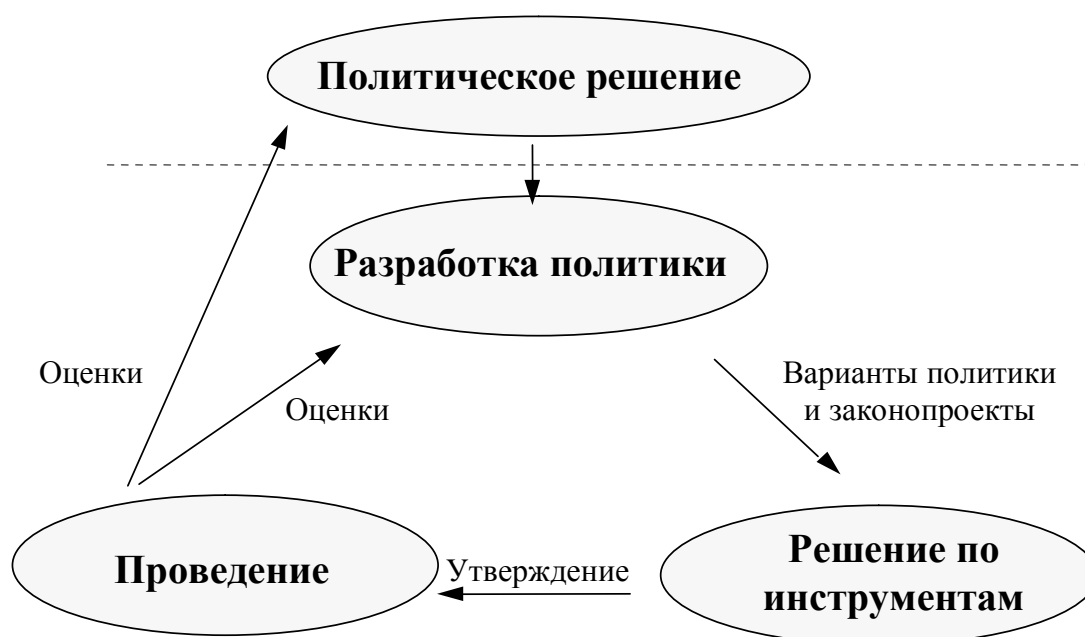 Политическое решение
Разработка политики
Оценки
Оценки
Варианты политики
и законопроекты
Проведение
Утверждение
Решение по
инструментам